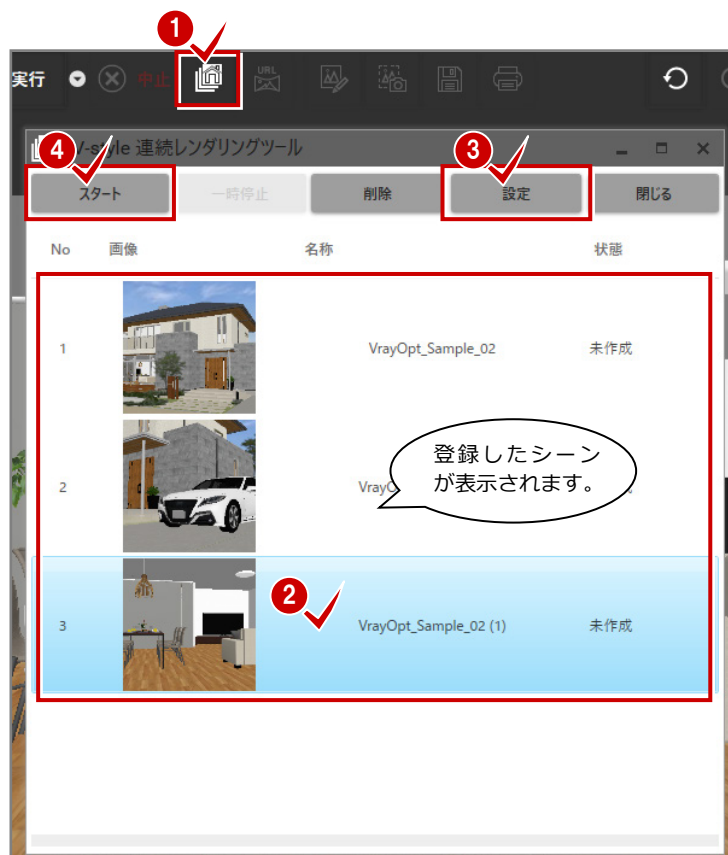 1
実行
中止
URL
4
V-style 連続レンダリングツール
3
スタート
一時停止
削除
設定
閉じる
No 画像 名称 状態
1 VrayOpt_Sample_02 未作成
登録したシーン
が表示されます。
2 Vray
2
3 VrayOpt_Sample_02 (1) 未作成